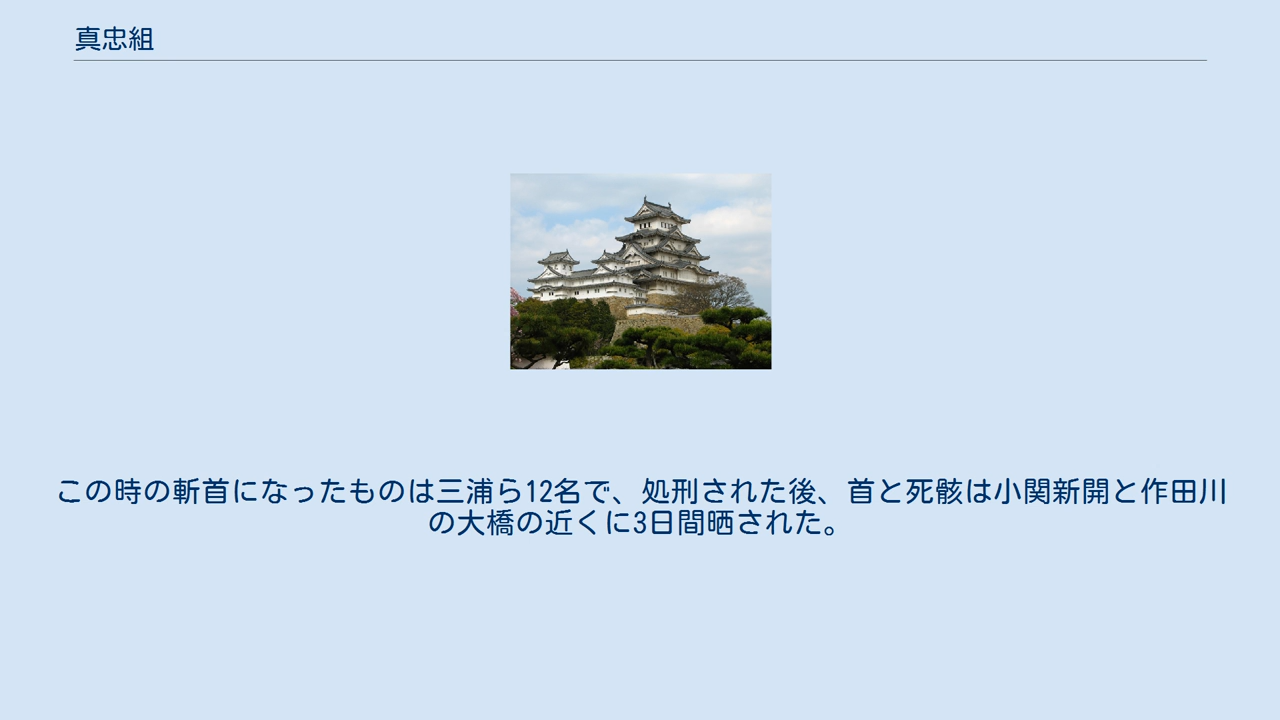 真忠組
この時の斬首になったものは三浦ら12名で、処刑された後、首と死骸は小関新開と作田川
の大橋の近くに3日間晒された。